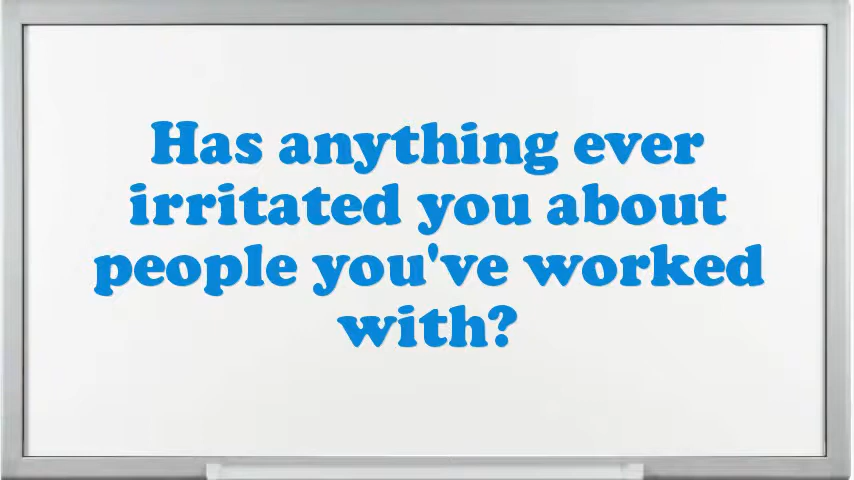 Has anything ever
irritated you about
people you've worked
with?